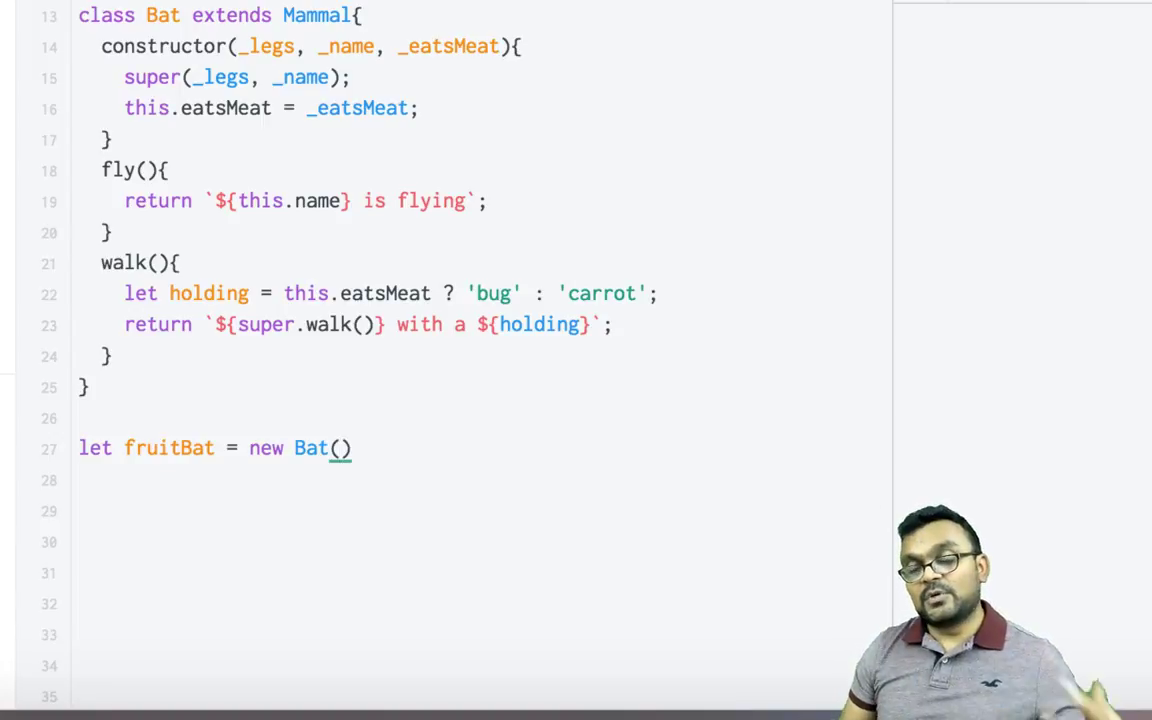 13 class Bat extends Mammal{
14 constructor(_legs, _name, _eatsMeat){
15 super(_legs, _name);
16 this.eatsMeat = _eatsMeat;
17 }
18 fly(){
19 return `${this.name} is flying`;
20 }
21 walk(){
22 let holding = this.eatsMeat ? 'bug' : 'carrot';
23 return `${super.walk()} with a ${holding}`;
24 }
25 }
26
27 let fruitBat = new Bat()
28
29
30
31
32
33
34
35